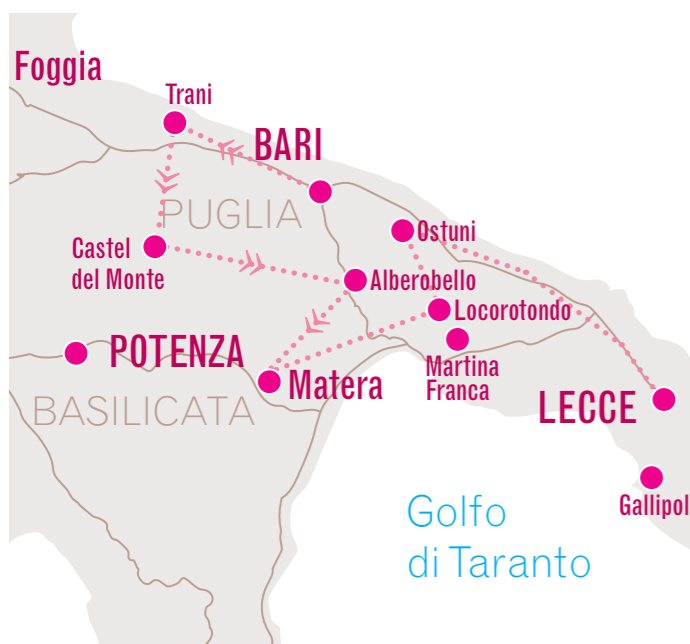 Foggia
Trani
BARI
PUGLIA
Ostuni
Castel
del Monte
Alberobello
Locorotondo
POTENZA
Martina
Franca
Matera
BASILICATA
LECCE
Gallipol
Golfo
di Taranto